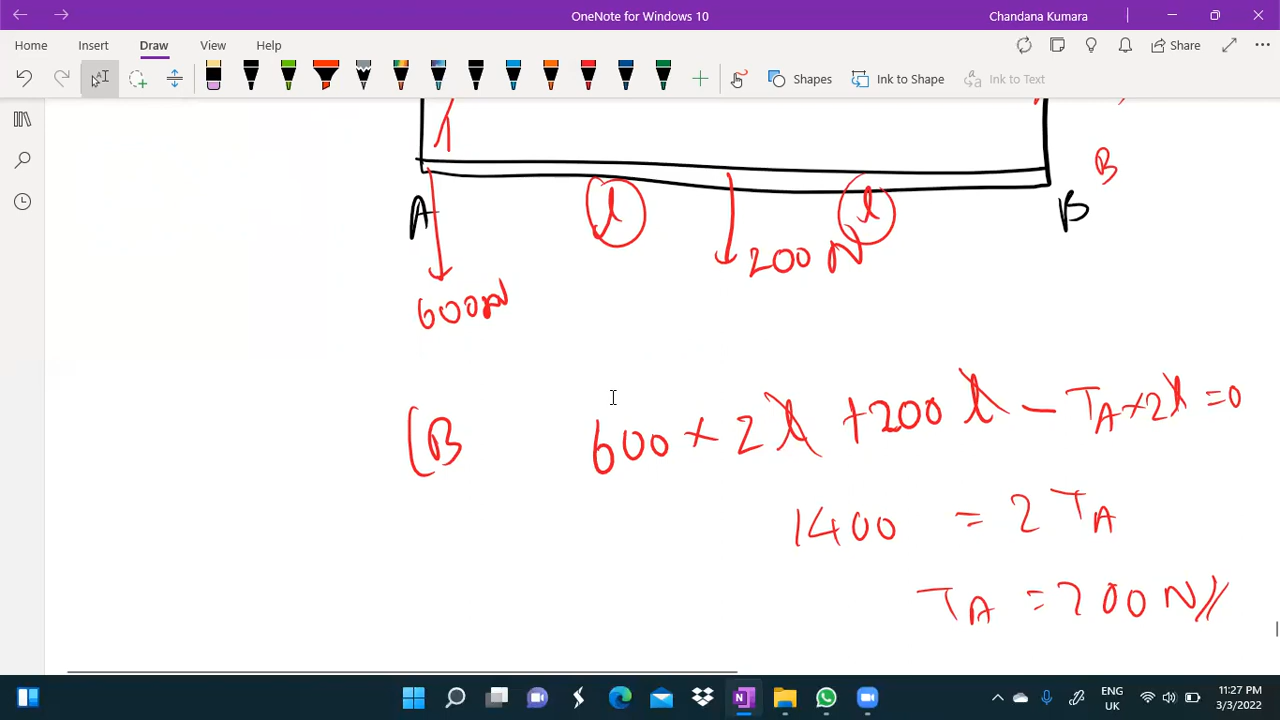 OneNote for Windows 10
Chandana Kumara
Home Insert Draw View Help
Share
Shapes Ink to Shape Ink to Text
B
A l l B
200 N
600N
(B 600 × 2l + 200 l − TA × 2l = 0
1400 = 2 TA
TA = 700 N//
ENG
UK
11:27 PM
3/3/2022